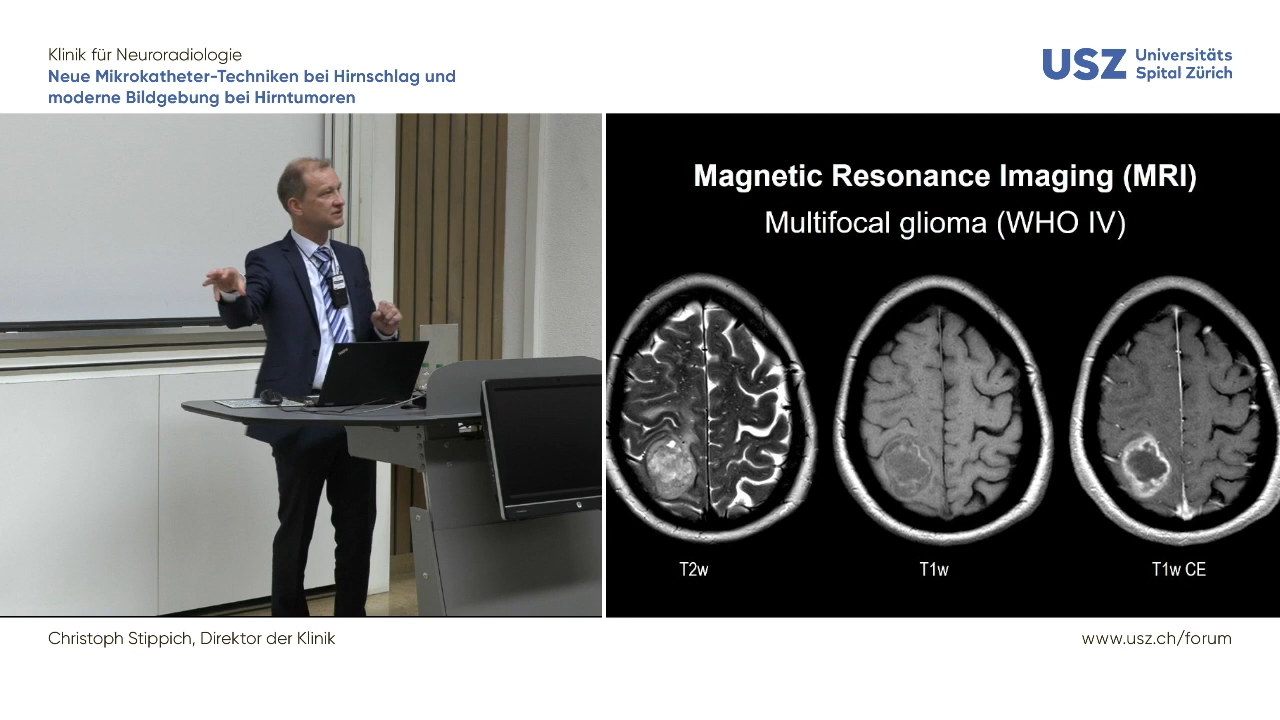 Klinik für Neuroradiologie
Neue Mikrokatheter-Techniken bei Hirnschlag und
moderne Bildgebung bei Hirntumoren
USZ Universitäts
Spital Zürich
Magnetic Resonance Imaging (MRI)
Multifocal glioma (WHO IV)
T2w
T1w
T1w CE
Christoph Stippich, Direktor der Klinik
www.usz.ch/forum